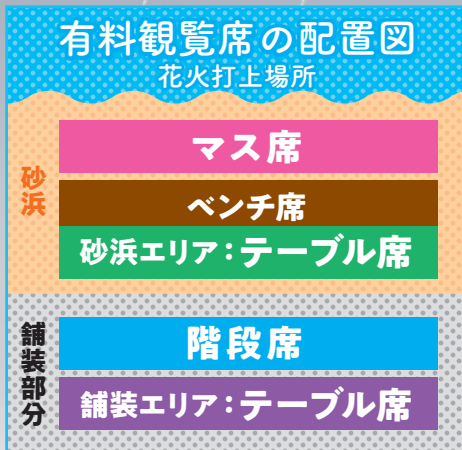 有料観覧席の配置図
花火打上場所
砂浜
マス席
ベンチ席
砂浜エリア：テーブル席
舗装部分
階段席
舗装エリア：テーブル席